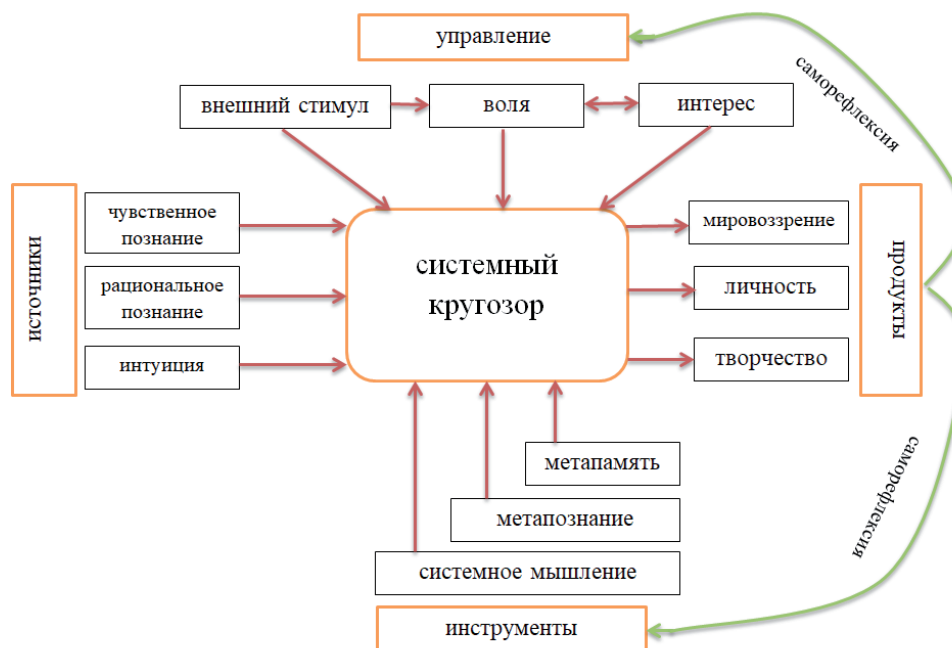 управление
саморефлексия
внешний стимул
воля
интерес
источники
чувственное
познание
рациональное
познание
интуиция
системный
кругозор
мировоззрение
личность
творчество
продукты
метапамять
метапознание
системное мышление
инструменты
саморефлексия